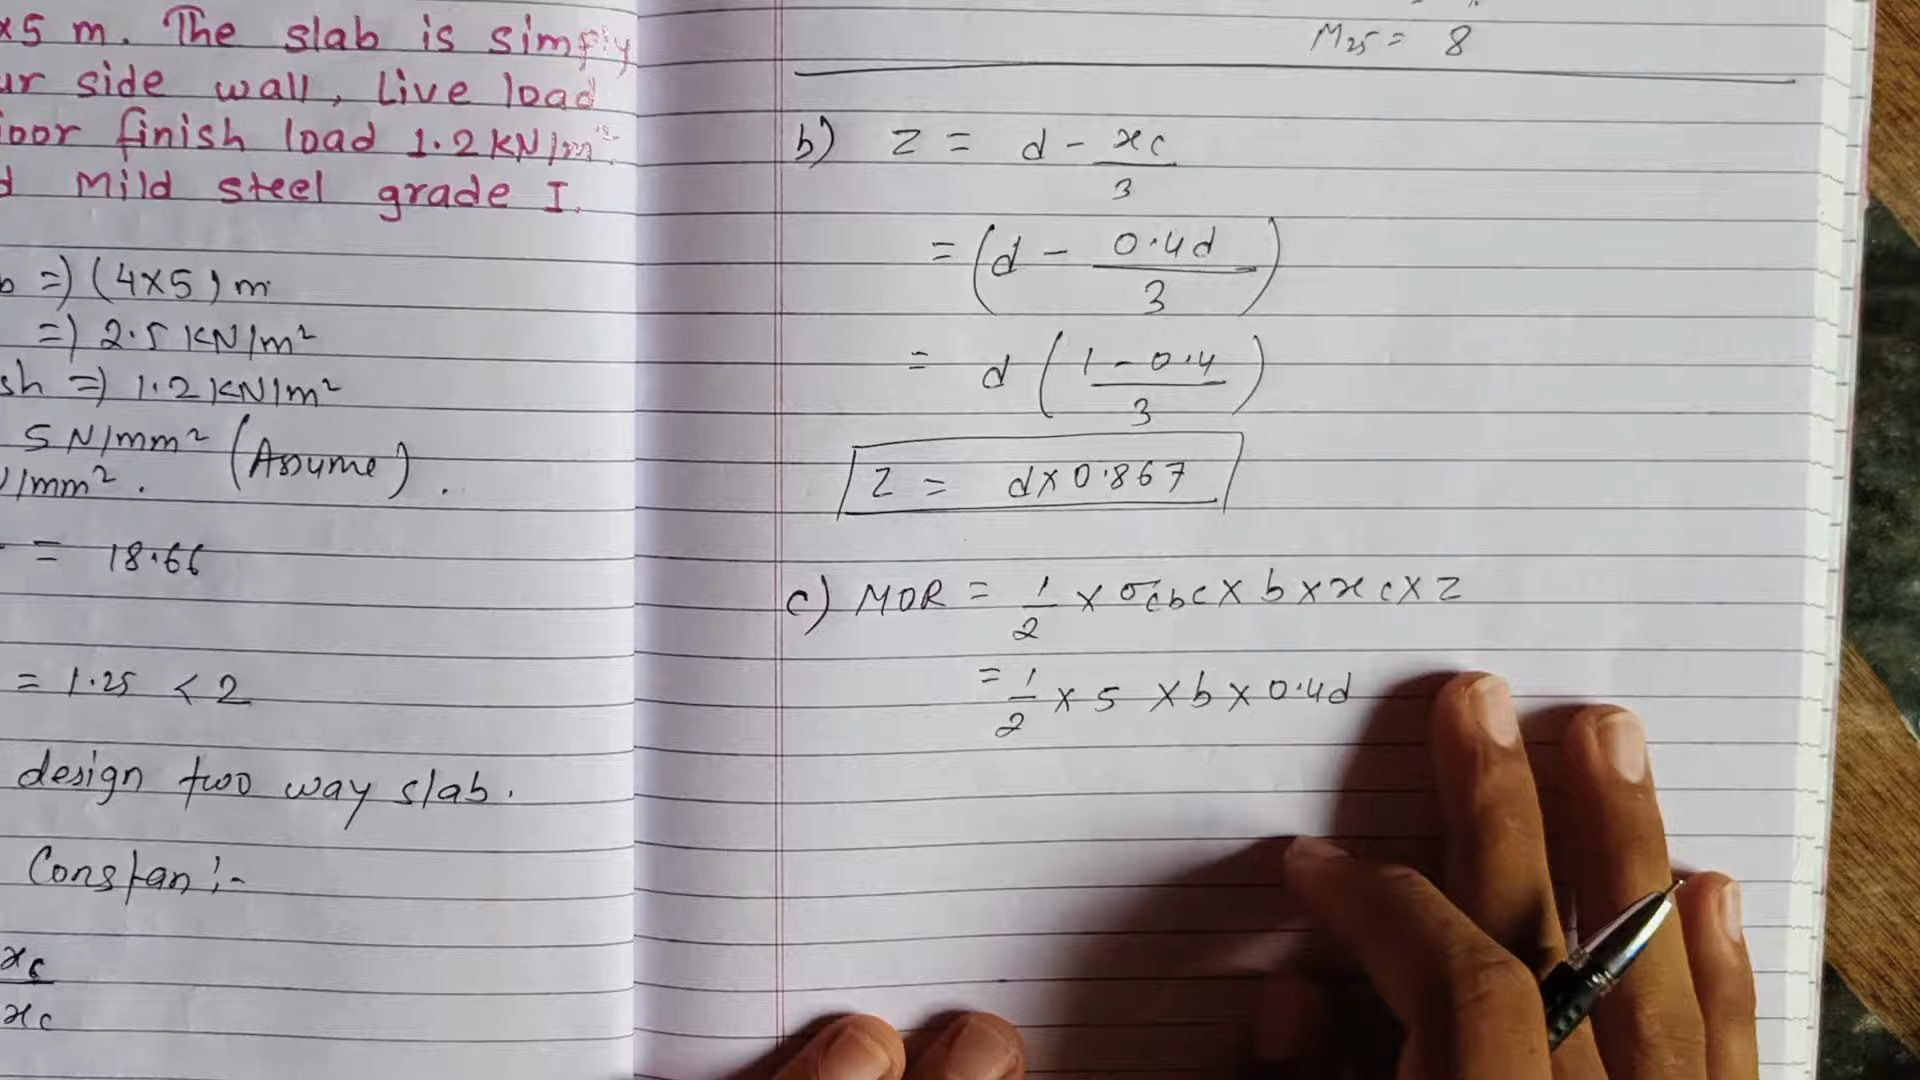 x5 m. The slab is simply
ur side wall, Live load
loor finish load 1.2 KN/m².
d Mild steel grade I.
b => (4x5) m
=> 2.5 KN/m²
sh => 1.2 KN/m²
5 N/mm² (Assume).
/mm².
= 18.66
= 1.25 < 2
design two way slab.
Constan :-
xc
xc
M25 = 8
b) Z = d - xc/3
= (d - 0.4d/3)
= d (1 - 0.4/3)
Z = d x 0.867
c) MOR = 1/2 x σcbc x b x xc x Z
= 1/2 x 5 x b x 0.4d